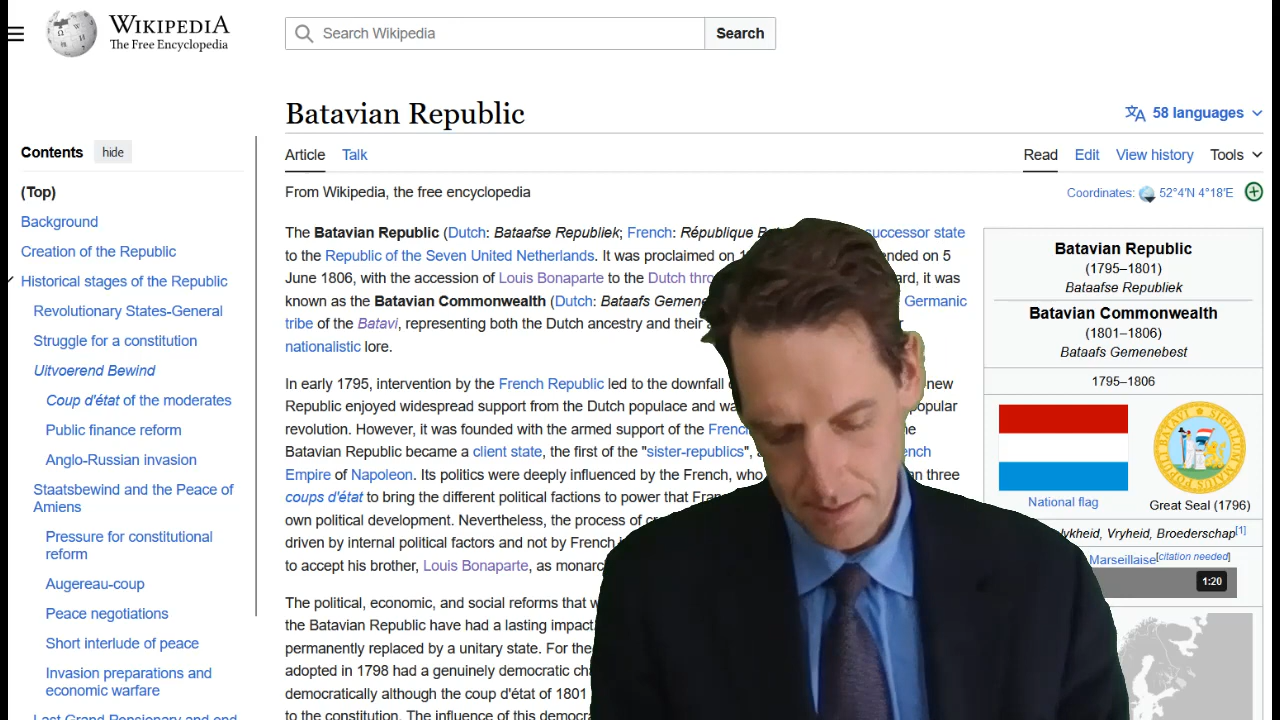 WIKIPEDIA
The Free Encyclopedia
Search Wikipedia
Search
Batavian Republic
58 languages
Contents
hide
Article
Talk
Read
Edit
View history
Tools
(Top)
Background
Creation of the Republic
Historical stages of the Republic
Revolutionary States-General
Struggle for a constitution
Uitvoerend Bewind
Coup d'état of the moderates
Public finance reform
Anglo-Russian invasion
Staatsbewind and the Peace of
Amiens
Pressure for constitutional
reform
Augereau-coup
Peace negotiations
Short interlude of peace
Invasion preparations and
economic warfare
Last Grand Pensionary and end
From Wikipedia, the free encyclopedia
Coordinates: 52°4′N 4°18′E
The Batavian Republic (Dutch: Bataafse Republiek; French: République successor state
to the Republic of the Seven United Netherlands. It was proclaimed on ended on 5
June 1806, with the accession of Louis Bonaparte to the Dutch it was
known as the Batavian Commonwealth (Dutch: Bataafs Germanic
tribe of the Batavi, representing both the Dutch ancestry and their
nationalistic lore.
In early 1795, intervention by the French Republic led to the downfall new
Republic enjoyed widespread support from the Dutch populace and popular
revolution. However, it was founded with the armed support of the
Batavian Republic became a client state, the first of the "sister-republics",
Empire of Napoleon. Its politics were deeply influenced by the French, who three
coups d'état to bring the different political factions to power that
own political development. Nevertheless, the process of
driven by internal political factors and not by French
to accept his brother, Louis Bonaparte, as
The political, economic, and social reforms that
the Batavian Republic have had a lasting impact.
permanently replaced by a unitary state. For the
adopted in 1798 had a genuinely democratic
democratically although the coup d'état of 1801
to the constitution. The influence of this
Batavian Republic
(1795–1801)
Bataafse Republiek
Batavian Commonwealth
(1801–1806)
Bataafs Gemenebest
1795–1806
National flag
Great Seal (1796)
Vryheid, Broederschap[1]
Marseillaise[citation needed]
1:20